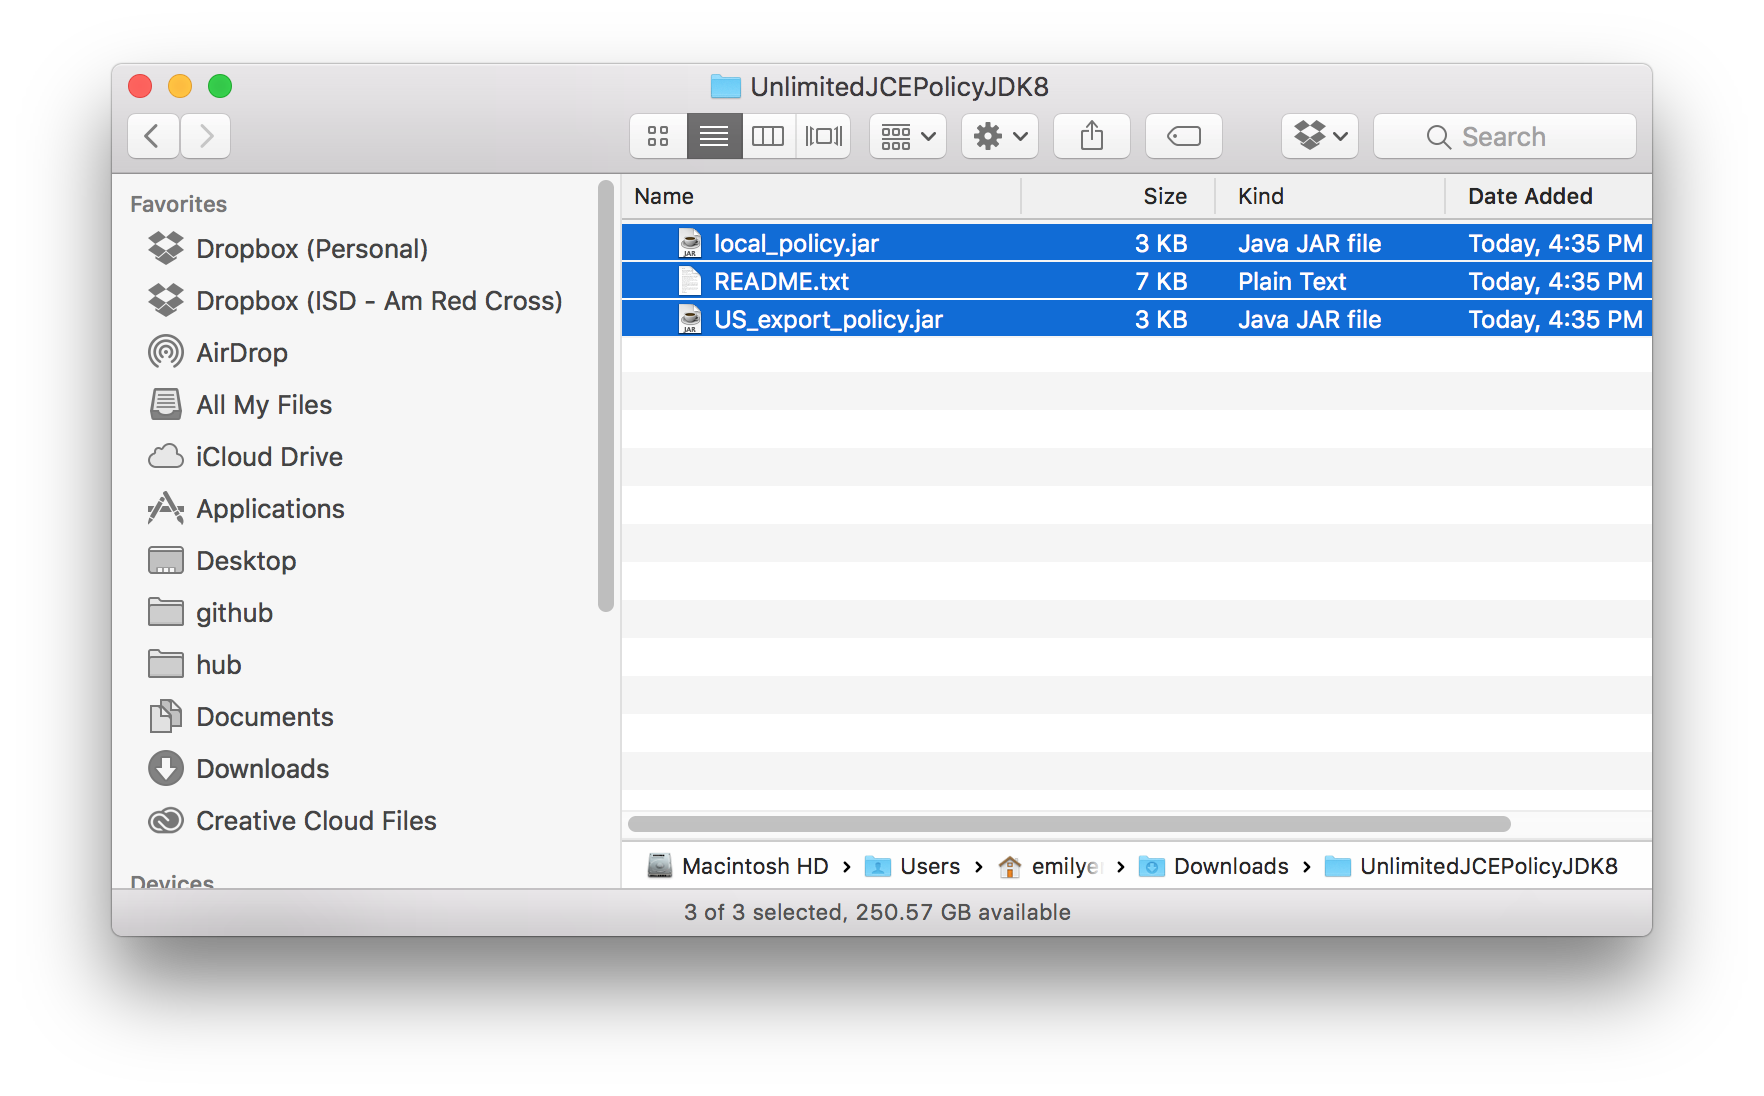 UnlimitedJCEPolicyJDK8
Search
Favorites
Dropbox (Personal)
Dropbox (ISD - Am Red Cross)
AirDrop
All My Files
iCloud Drive
Applications
Desktop
github
hub
Documents
Downloads
Creative Cloud Files
Devices
Name Size Kind Date Added
local_policy.jar 3 KB Java JAR file Today, 4:35 PM
README.txt 7 KB Plain Text Today, 4:35 PM
US_export_policy.jar 3 KB Java JAR file Today, 4:35 PM
Macintosh HD › Users › › Downloads › UnlimitedJCEPolicyJDK8
3 of 3 selected, 250.57 GB available